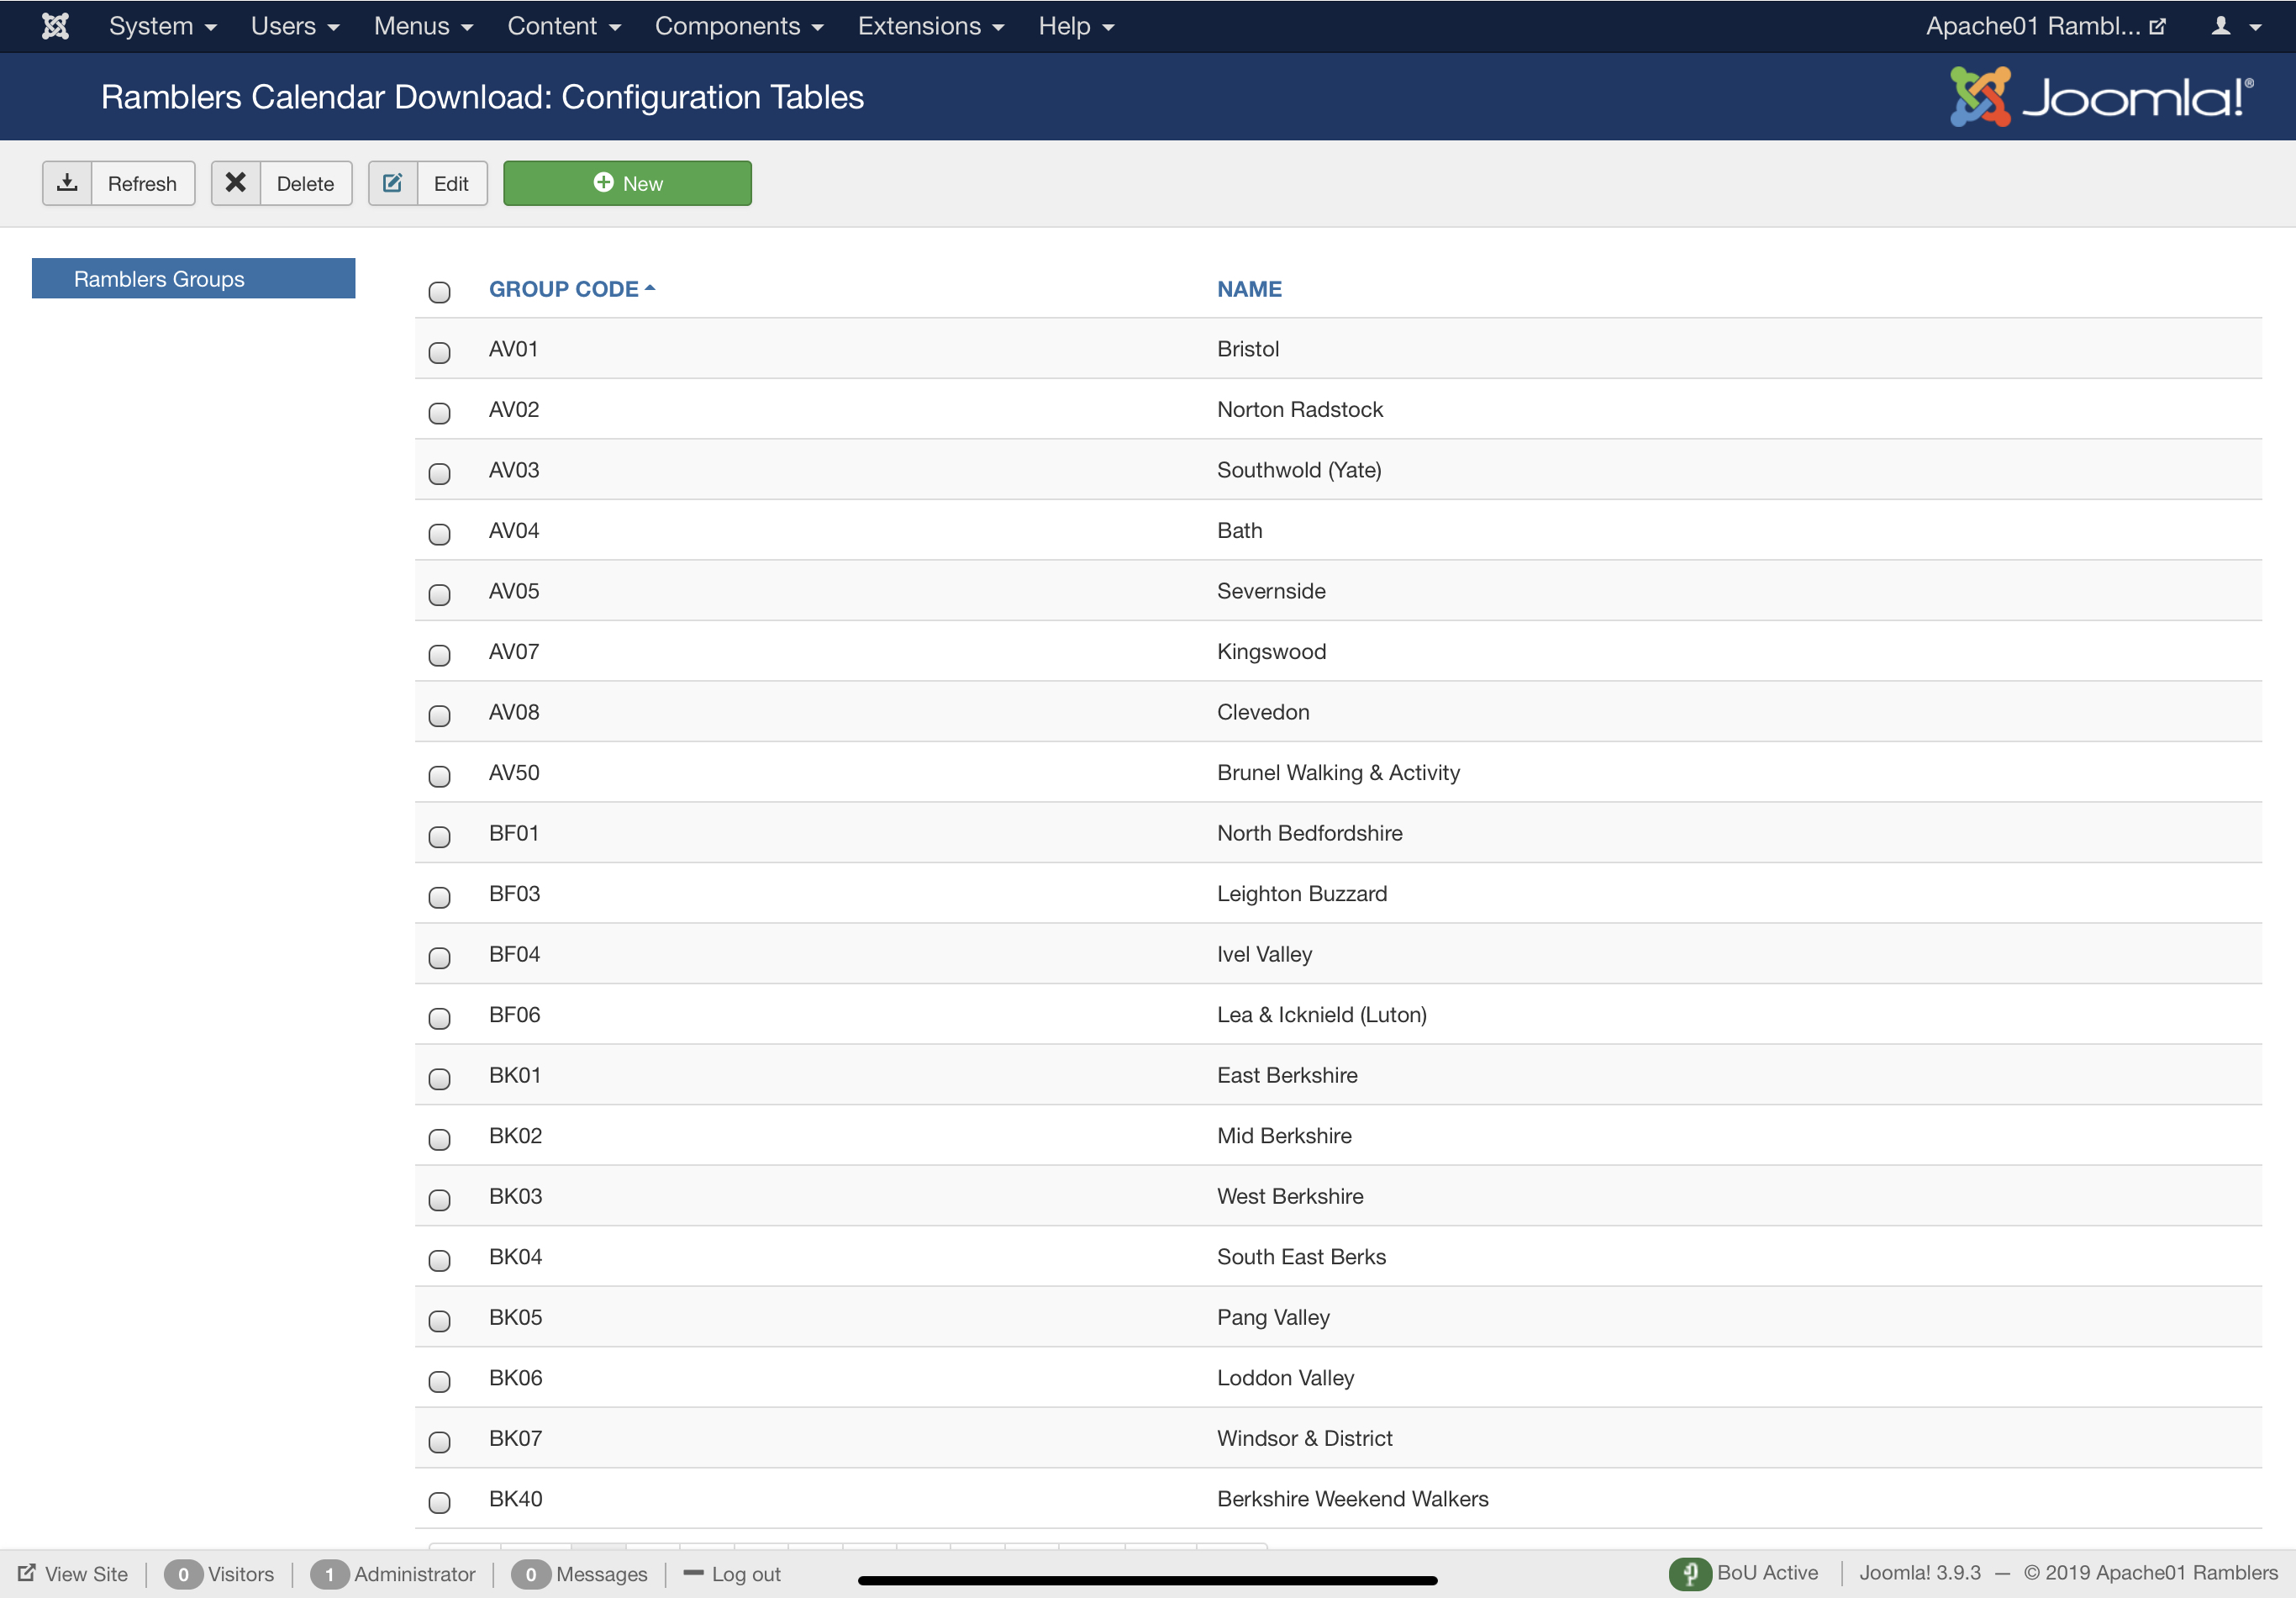 System Users Menus Content Components Extensions Help Apache01 Rambl...
Ramblers Calendar Download: Configuration Tables Joomla!®
Refresh Delete Edit New
Ramblers Groups
GROUP CODE NAME
AV01 Bristol
AV02 Norton Radstock
AV03 Southwold (Yate)
AV04 Bath
AV05 Severnside
AV07 Kingswood
AV08 Clevedon
AV50 Brunel Walking & Activity
BF01 North Bedfordshire
BF03 Leighton Buzzard
BF04 Ivel Valley
BF06 Lea & Icknield (Luton)
BK01 East Berkshire
BK02 Mid Berkshire
BK03 West Berkshire
BK04 South East Berks
BK05 Pang Valley
BK06 Loddon Valley
BK07 Windsor & District
BK40 Berkshire Weekend Walkers
View Site 0 Visitors 1 Administrator 0 Messages Log out BoU Active Joomla! 3.9.3 — © 2019 Apache01 Ramblers